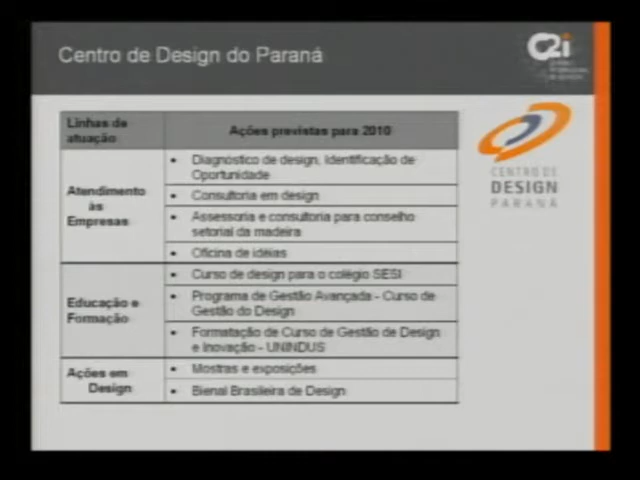 Centro de Design do Paraná
C2i
CENTRO DE
DESIGN
PARANÁ
Linhas de
atuação
Ações previstas para 2010
Atendimento
às
Empresas
• Diagnóstico de design, Identificação de
Oportunidade
• Consultoria em design
• Assessoria e consultoria para conselho
setorial da madeira
• Oficina de idéias
Educação e
Formação
• Curso de design para o colégio SESI
• Programa de Gestão Avançada - Curso de
Gestão do Design
• Formatação de Curso de Gestão de Design
e Inovação - UNINDUS
Ações em
Design
• Mostras e exposições
• Bienal Brasileira de Design